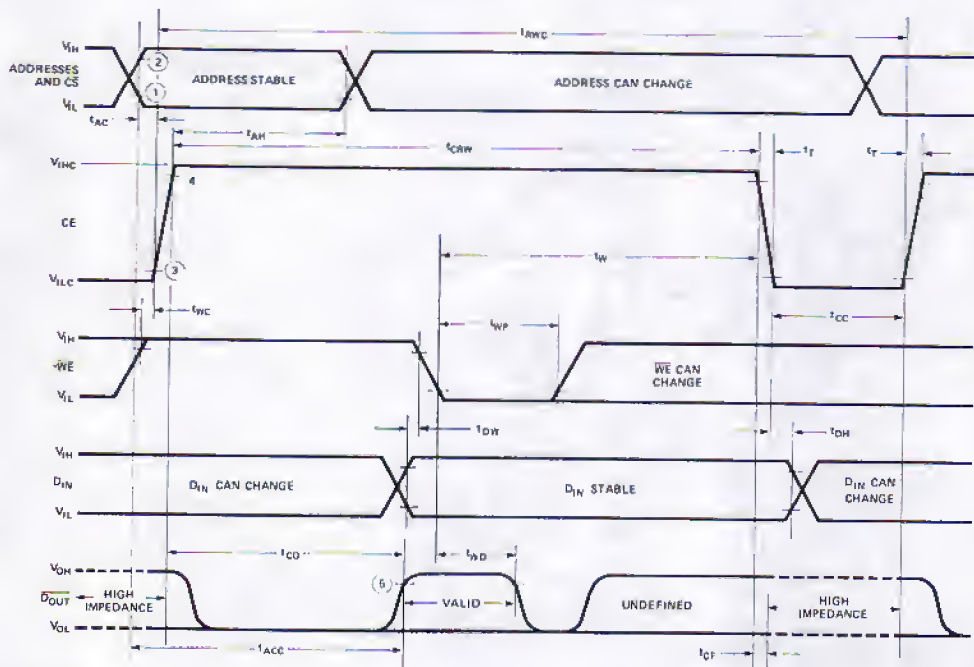 tRWC
VIH
ADDRESSES
AND CS
VIL
2
1
ADDRESS STABLE
ADDRESS CAN CHANGE
tAC
tAH
tCRW
tT
tT
VIHC
4
CE
3
VILC
tW
tWC
tWP
tCC
VIH
WE
VIL
WE CAN
CHANGE
tDW
tDH
VIH
DIN
VIL
DIN CAN CHANGE
DIN STABLE
DIN CAN
CHANGE
tCO
tWD
VOH
DOUT
VOL
HIGH
IMPEDANCE
5
VALID
UNDEFINED
HIGH
IMPEDANCE
tACC
tCF